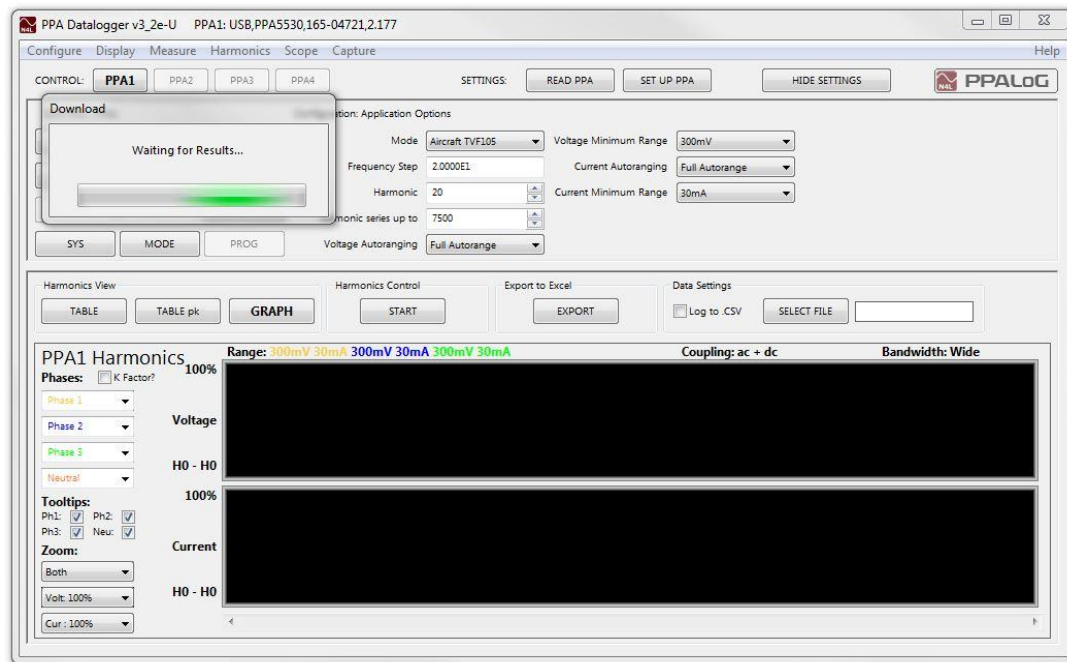 PPA Datalogger v3_2e-U PPA1: USB,PPA5530,165-04721,2.177
Configure Display Measure Harmonics Scope Capture Help
CONTROL: PPA1 PPA2 PPA3 PPA4 SETTINGS: READ PPA SET UP PPA HIDE SETTINGS N4L PPALoG
Download
Waiting for Results...
Application Options
Mode Aircraft TVF105 Voltage Minimum Range 300mV
Frequency Step 2.0000E1 Current Autoranging Full Autorange
Harmonic 20 Current Minimum Range 30mA
series up to 7500
SYS MODE PROG Voltage Autoranging Full Autorange
Harmonics View Harmonics Control Export to Excel Data Settings
TABLE TABLE pk GRAPH START EXPORT Log to .CSV SELECT FILE
PPA1 Harmonics
Range: 300mV 30mA 300mV 30mA 300mV 30mA Coupling: ac + dc Bandwidth: Wide
100%
Phases: K Factor?
Phase 1
Phase 2
Voltage
Phase 3
H0 - H0
Neutral
100%
Tooltips:
Ph1: Ph2:
Ph3: Neu:
Current
Zoom:
Both
H0 - H0
Volt: 100%
Cur : 100%